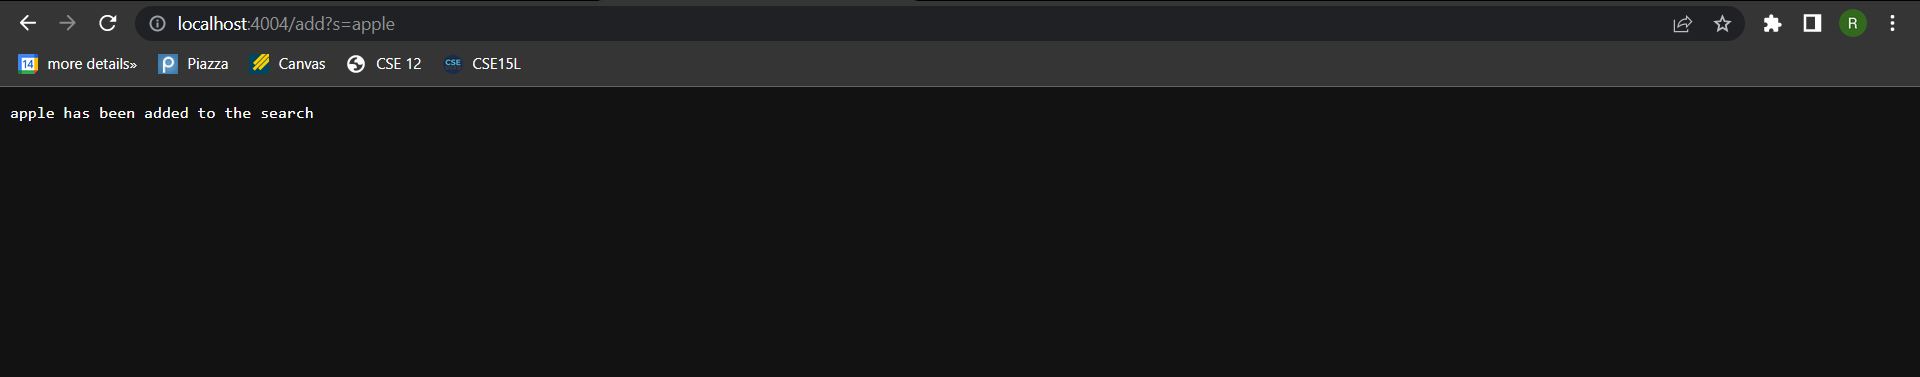 localhost:4004/add?s=apple
R
14 more details» Piazza Canvas CSE 12 CSE CSE15L
apple has been added to the search